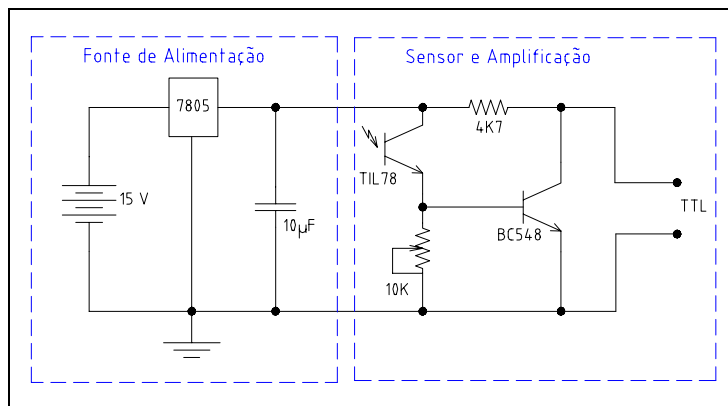 Fonte de Alimentação
Sensor e Amplificação
7805
4K7
TIL78
15 V
10µF
BC548
TTL
10K